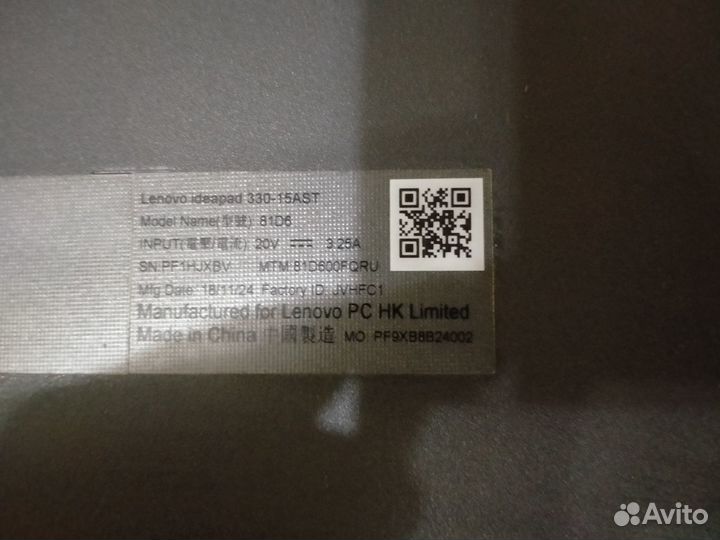 Lenovo ideapad 330-15AST
Model Name(型號) 81D6
INPUT(電壓/電流) 20V ⎓ 3.25A
SN PF1HJXBV MTM 81D600FQRU
Mfg Date: 18/11/24 Factory ID: JVHFC1
Manufactured for Lenovo PC HK Limited
Made in China 中國製造 MO PF9XB8B24002
Avito